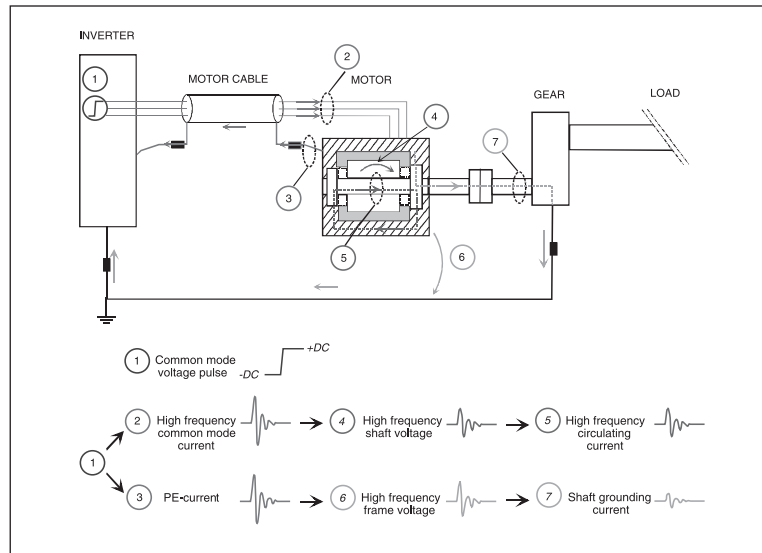 INVERTER
2
MOTOR CABLE
MOTOR
1
GEAR
LOAD
4
7
3
5
6
1
Common mode
voltage pulse
-DC
+DC
2
High frequency
common mode
current
4
High frequency
shaft voltage
5
High frequency
circulating
current
1
3
PE-current
6
High frequency
frame voltage
7
Shaft grounding
current